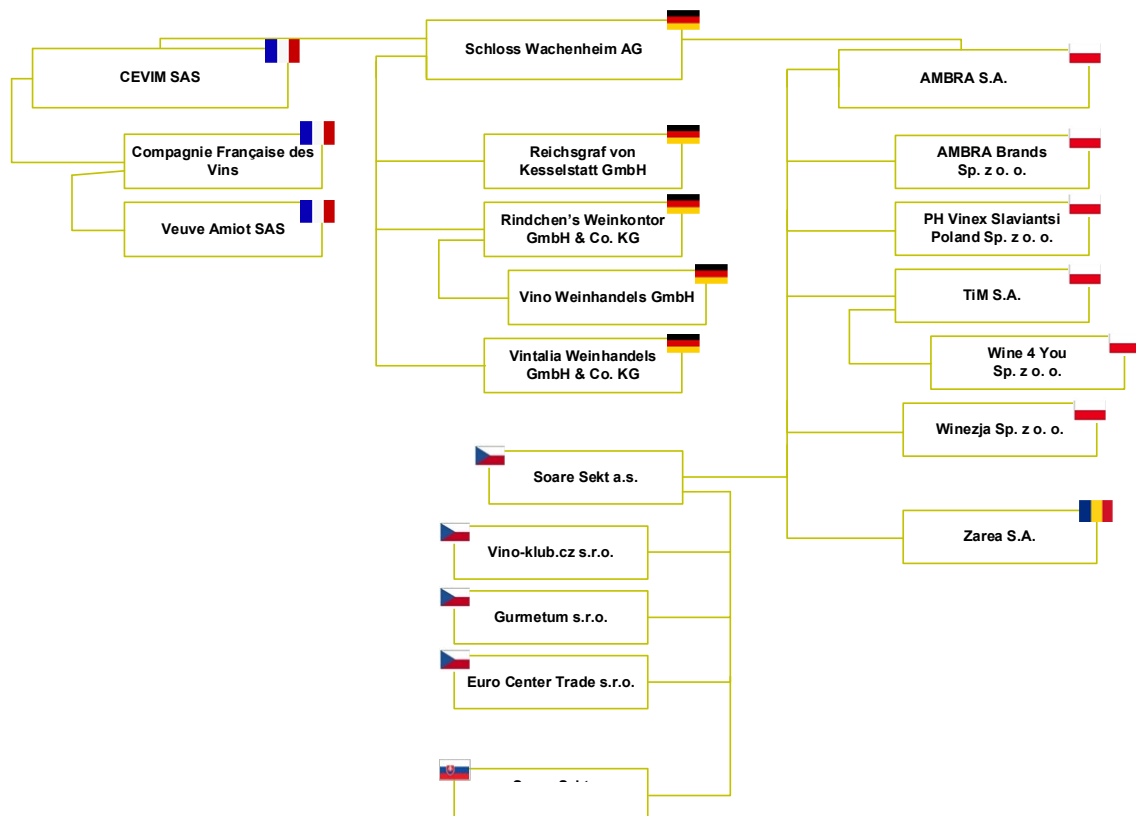 Schloss Wachenheim AG
CEVIM SAS
Compagnie Française des
Vins
Veuve Amiot SAS
Reichsgraf von
Kesselstatt GmbH
Rindchen's Weinkontor
GmbH & Co. KG
Vino Weinhandels GmbH
Vintalia Weinhandels
GmbH & Co. KG
AMBRA S.A.
AMBRA Brands
Sp. z o. o.
PH Vinex Slaviantsi
Poland Sp. z o. o.
TiM S.A.
Wine 4 You
Sp. z o. o.
Winezja Sp. z o. o.
Zarea S.A.
Soare Sekt a.s.
Vino-klub.cz s.r.o.
Gurmetum s.r.o.
Euro Center Trade s.r.o.